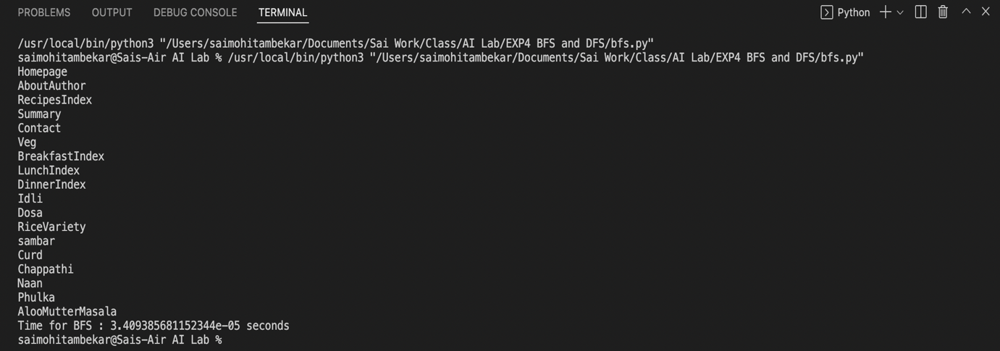 PROBLEMS OUTPUT DEBUG CONSOLE TERMINAL Python
/usr/local/bin/python3 "/Users/saimohitambekar/Documents/Sai Work/Class/AI Lab/EXP4 BFS and DFS/bfs.py"
saimohitambekar@Sais-Air AI Lab % /usr/local/bin/python3 "/Users/saimohitambekar/Documents/Sai Work/Class/AI Lab/EXP4 BFS and DFS/bfs.py"
Homepage
AboutAuthor
RecipesIndex
Summary
Contact
Veg
BreakfastIndex
LunchIndex
DinnerIndex
Idli
Dosa
RiceVariety
sambar
Curd
Chappathi
Naan
Phulka
AlooMutterMasala
Time for BFS : 3.409385681152344e-05 seconds
saimohitambekar@Sais-Air AI Lab %